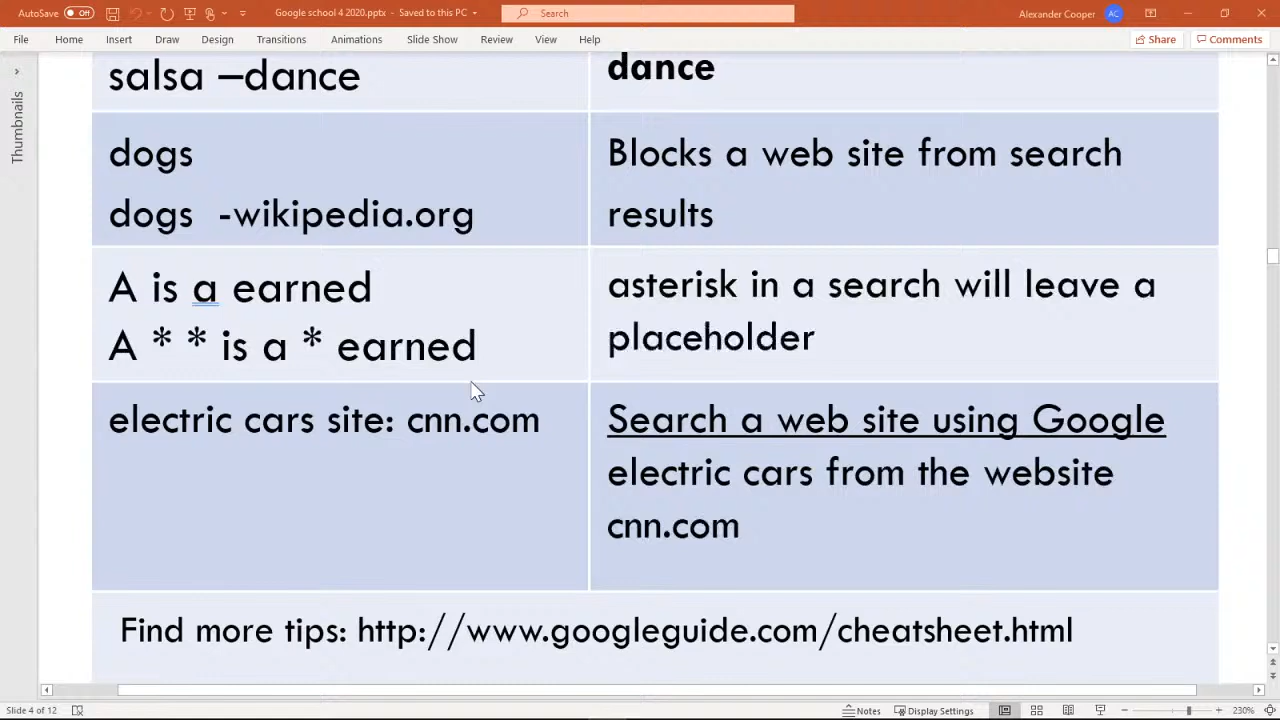 AutoSave Off Google school 4 2020.pptx - Saved to this PC Search Alexander Cooper AC
File Home Insert Draw Design Transitions Animations Slide Show Review View Help Share Comments
Thumbnails
salsa –dance
dance
dogs
dogs -wikipedia.org
Blocks a web site from search
results
A is a earned
A * * is a * earned
asterisk in a search will leave a
placeholder
electric cars site: cnn.com
Search a web site using Google
electric cars from the website
cnn.com
Find more tips: http://www.googleguide.com/cheatsheet.html
Slide 4 of 12 Notes Display Settings 230%